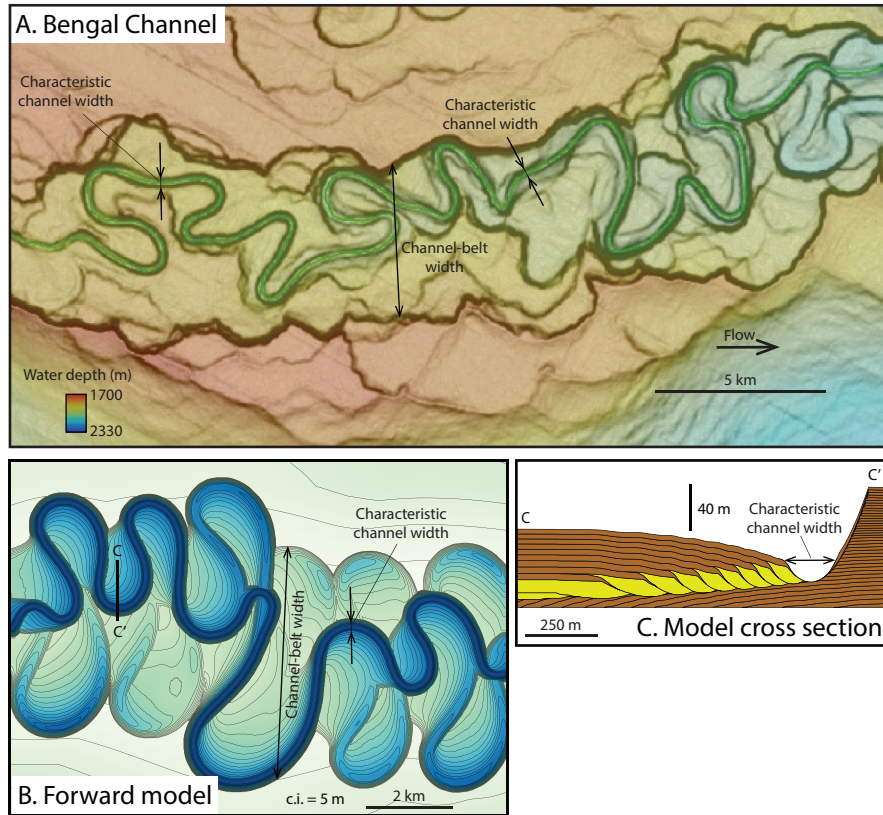 A. Bengal Channel
Characteristic
channel width
Characteristic
channel width
Channel-belt
width
Flow
5 km
Water depth (m)
1700
2330
B. Forward model
Characteristic
channel width
C
C'
Channel-belt width
c.i. = 5 m
2 km
C'
C
40 m
Characteristic
channel width
250 m
C. Model cross section